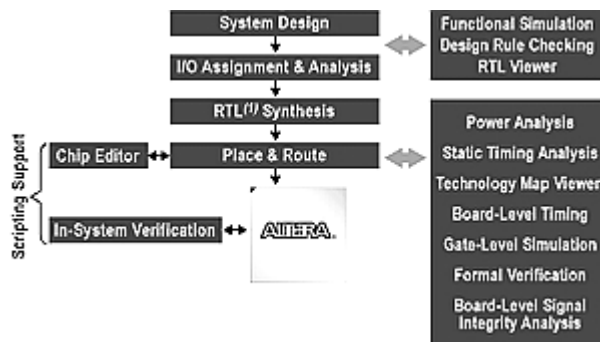 System Design
I/O Assignment & Analysis
RTL(1) Synthesis
Place & Route
Chip Editor
In-System Verification
Scripting Support
ALTERA
Functional Simulation
Design Rule Checking
RTL Viewer
Power Analysis
Static Timing Analysis
Technology Map Viewer
Board-Level Timing
Gate-Level Simulation
Formal Verification
Board-Level Signal
Integrity Analysis